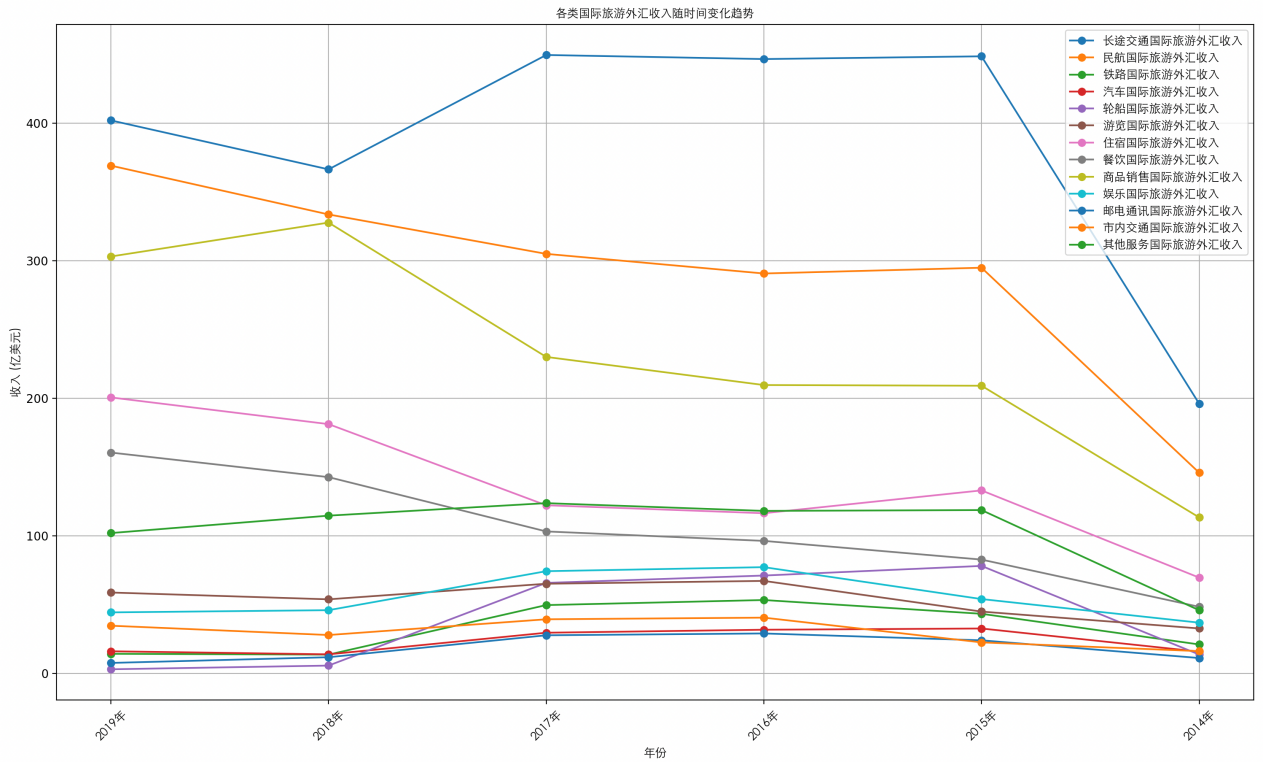 各类国际旅游外汇收入随时间变化趋势
长途交通国际旅游外汇收入
民航国际旅游外汇收入
铁路国际旅游外汇收入
汽车国际旅游外汇收入
轮船国际旅游外汇收入
游览国际旅游外汇收入
住宿国际旅游外汇收入
餐饮国际旅游外汇收入
商品销售国际旅游外汇收入
娱乐国际旅游外汇收入
邮电通讯国际旅游外汇收入
市内交通国际旅游外汇收入
其他服务国际旅游外汇收入
收入 (亿美元)
400
300
200
100
0
2019年
2018年
2017年
2016年
2015年
2014年
年份